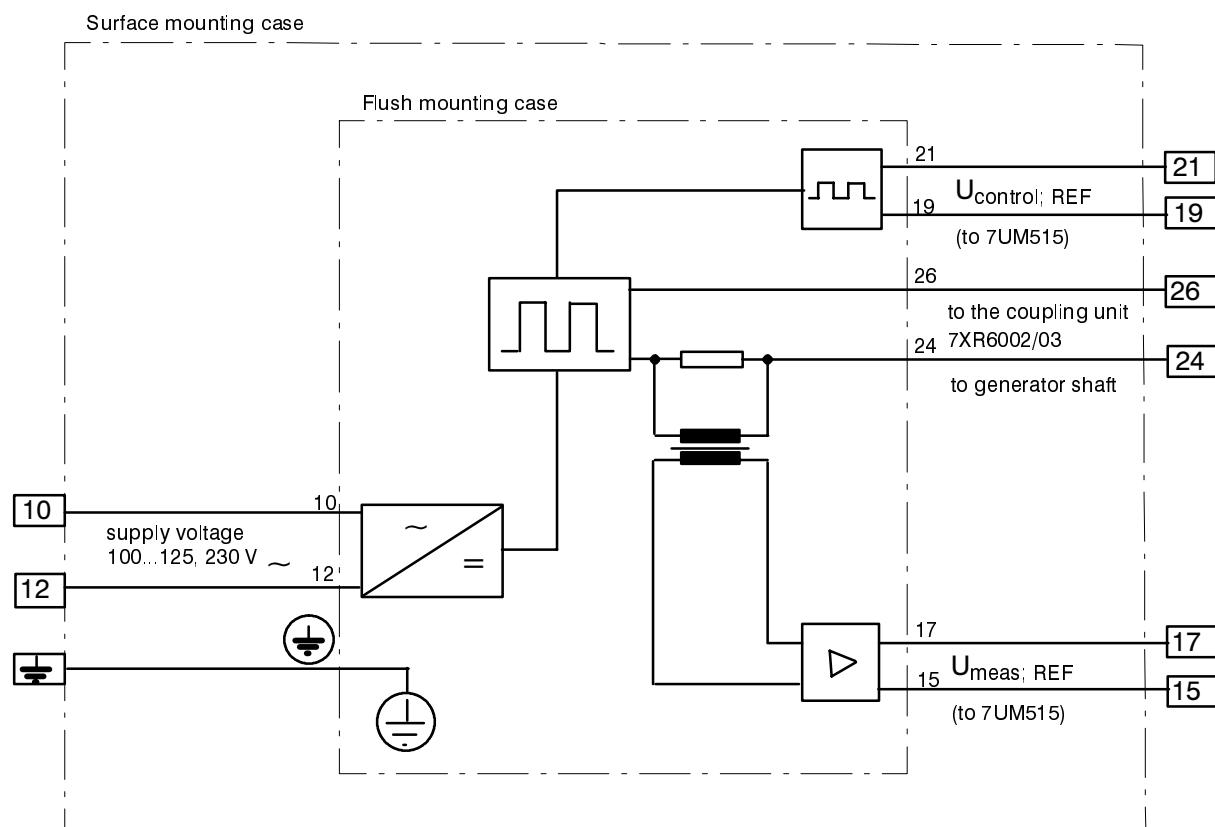 Surface mounting case
Flush mounting case
21
21
U control; REF
19
19
(to 7UM515)
26
26
to the coupling unit
7XR6002/03
24
24
to generator shaft
10
10
supply voltage
100...125, 230 V ~
~
=
12
12
17
17
U meas; REF
15
15
(to 7UM515)